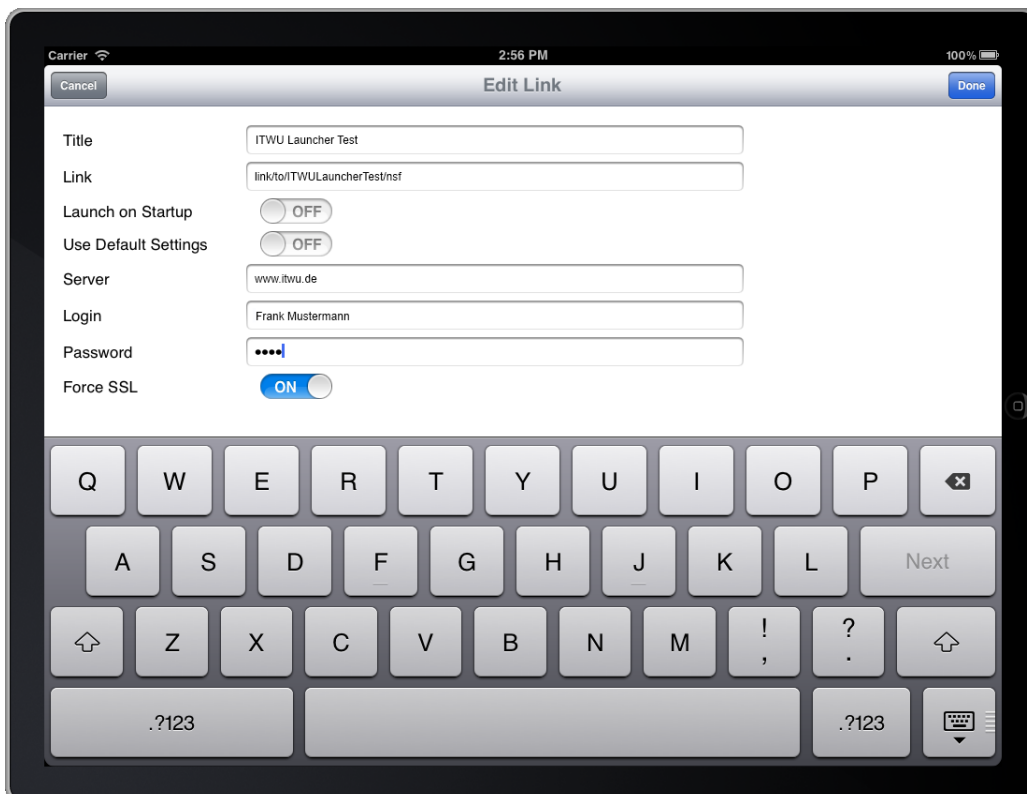 Carrier 2:56 PM 100%
Cancel Edit Link Done
Title ITWU Launcher Test
Link link/to/ITWULauncherTest/nsf
Launch on Startup OFF
Use Default Settings OFF
Server www.itwu.de
Login Frank Mustermann
Password ••••
Force SSL ON
Q W E R T Y U I O P
A S D F G H J K L Next
Z X C V B N M ! , ? .
.?123 .?123